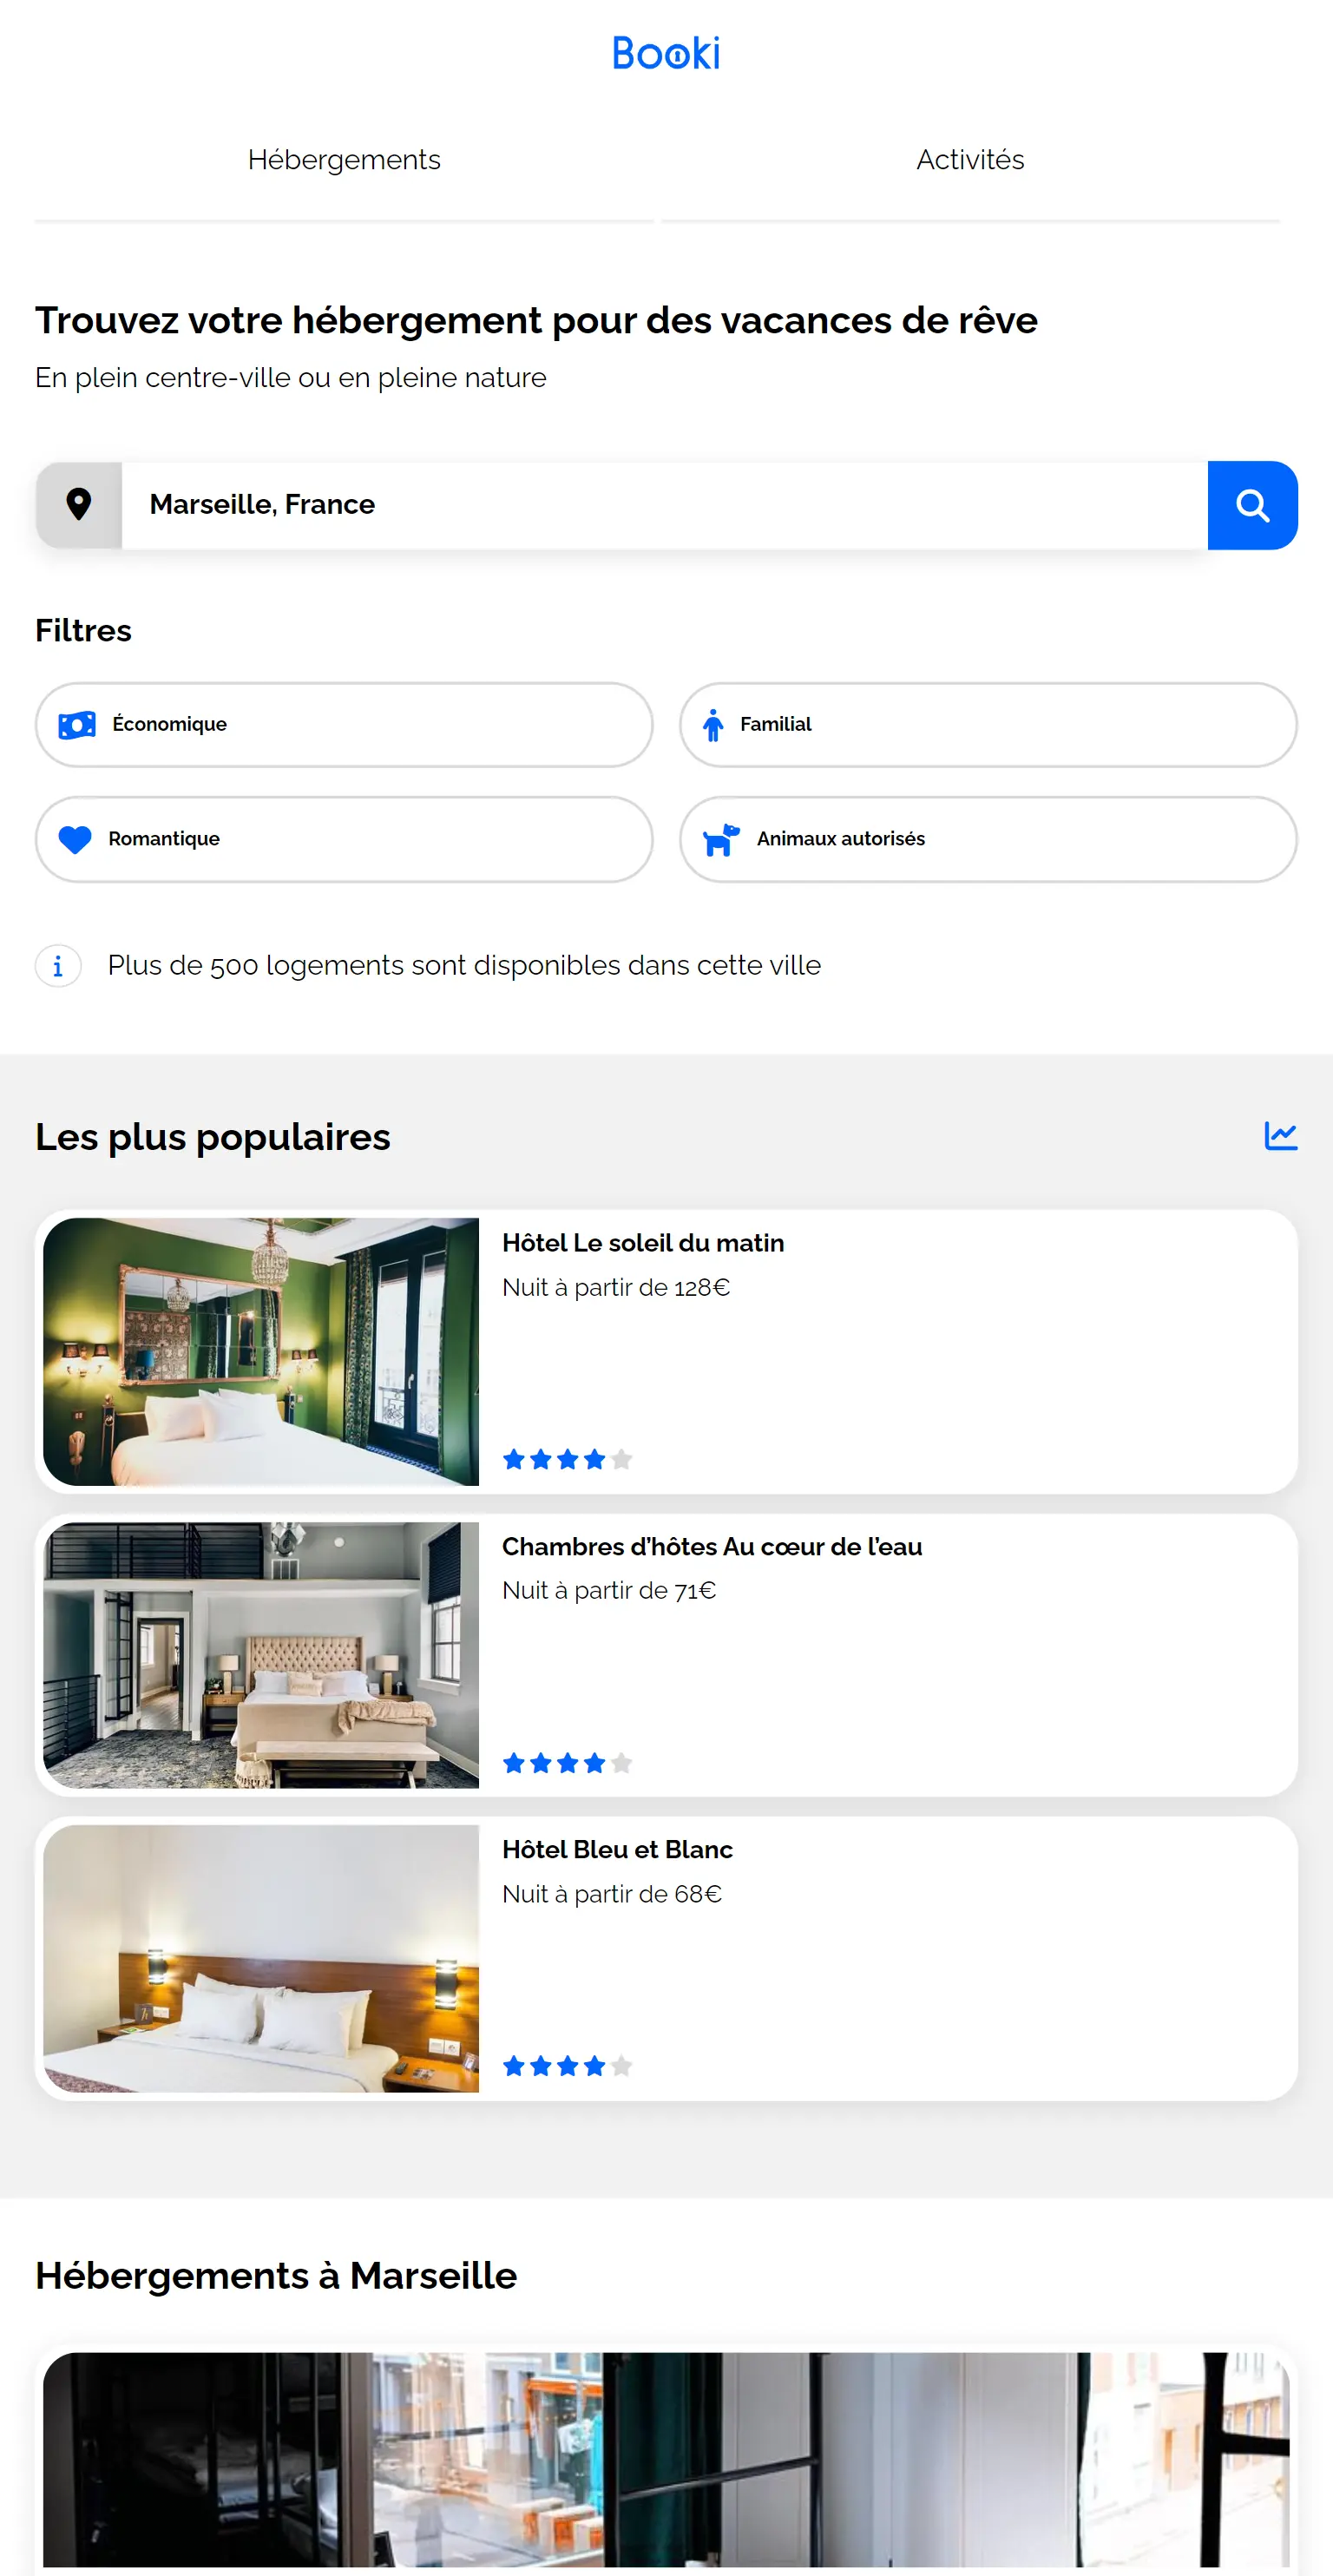 Booki
Hébergements
Activités
Trouvez votre hébergement pour des vacances de rêve
En plein centre-ville ou en pleine nature
Marseille, France
Filtres
Économique
Familial
Romantique
Animaux autorisés
Plus de 500 logements sont disponibles dans cette ville
Les plus populaires
Hôtel Le soleil du matin
Nuit à partir de 128€
Chambres d’hôtes Au cœur de l’eau
Nuit à partir de 71€
Hôtel Bleu et Blanc
Nuit à partir de 68€
Hébergements à Marseille